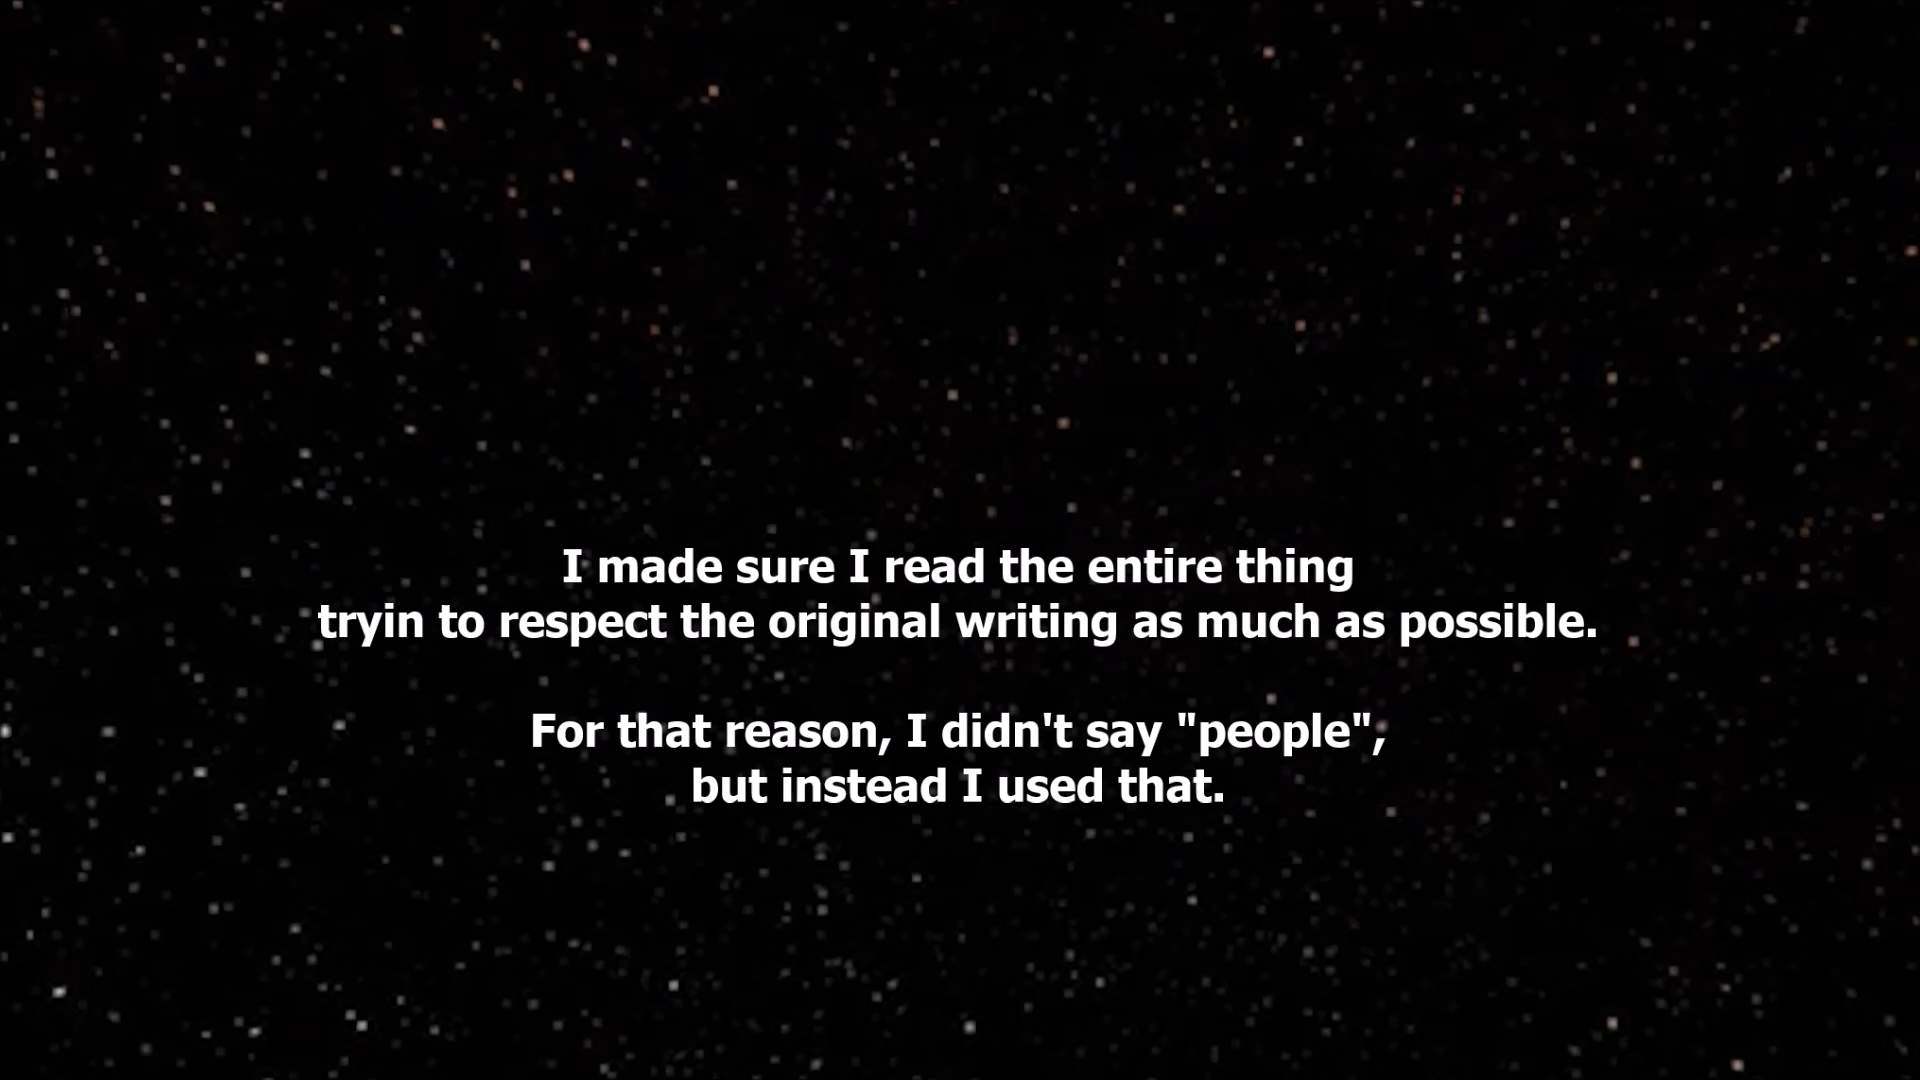 I made sure I read the entire thing
tryin to respect the original writing as much as possible.
For that reason, I didn't say "people",
but instead I used that.